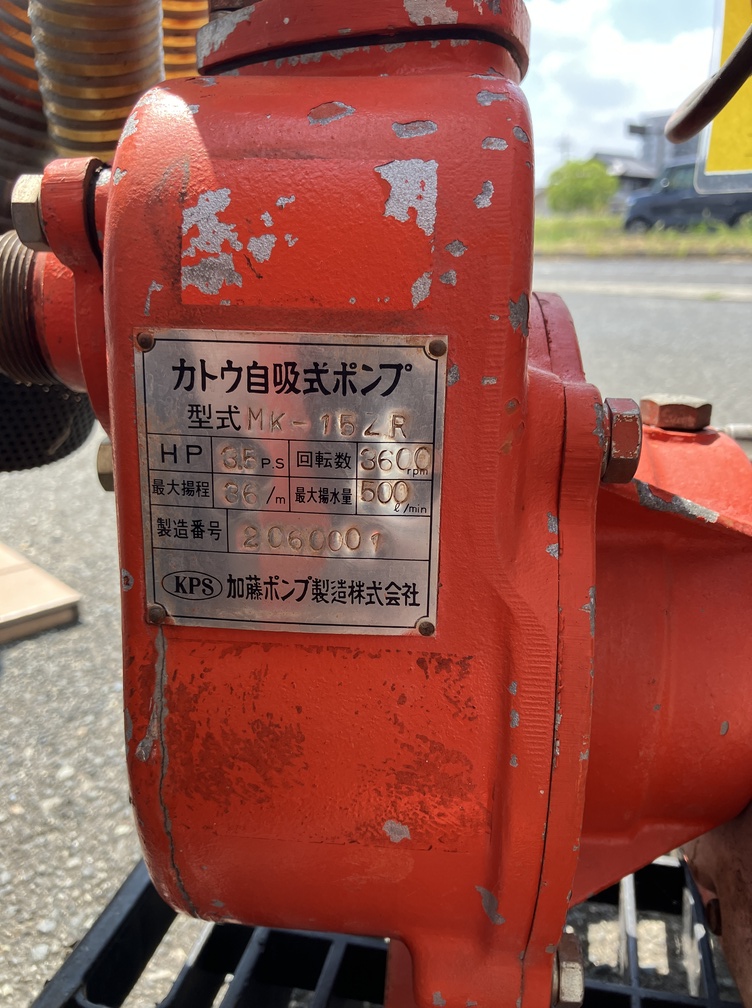 カトウ自吸式ポンプ
型式 MK-15ZR
HP 3.5 P.S 回転数 3600 rpm
最大揚程 36/m 最大揚水量 500 ℓ/min
製造番号 2060001
KPS 加藤ポンプ製造株式会社